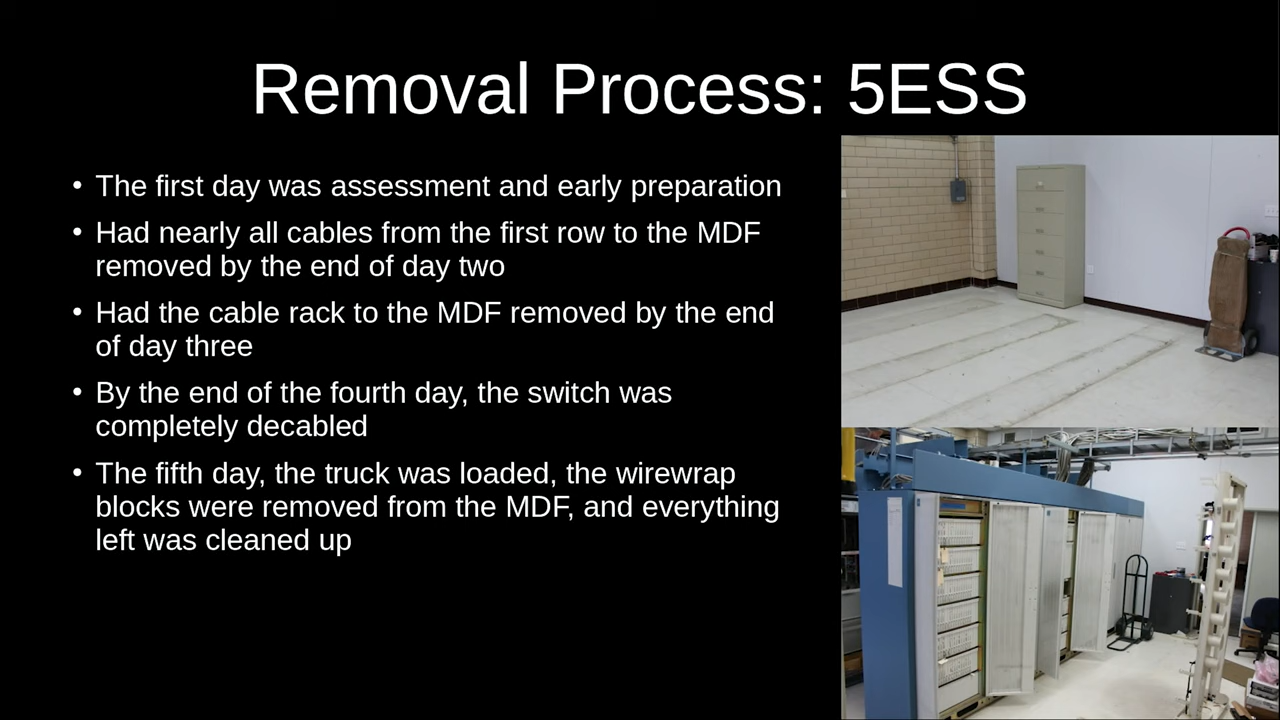 Removal Process: 5ESS
• The first day was assessment and early preparation
• Had nearly all cables from the first row to the MDF
removed by the end of day two
• Had the cable rack to the MDF removed by the end
of day three
• By the end of the fourth day, the switch was
completely decabled
• The fifth day, the truck was loaded, the wirewrap
blocks were removed from the MDF, and everything
left was cleaned up